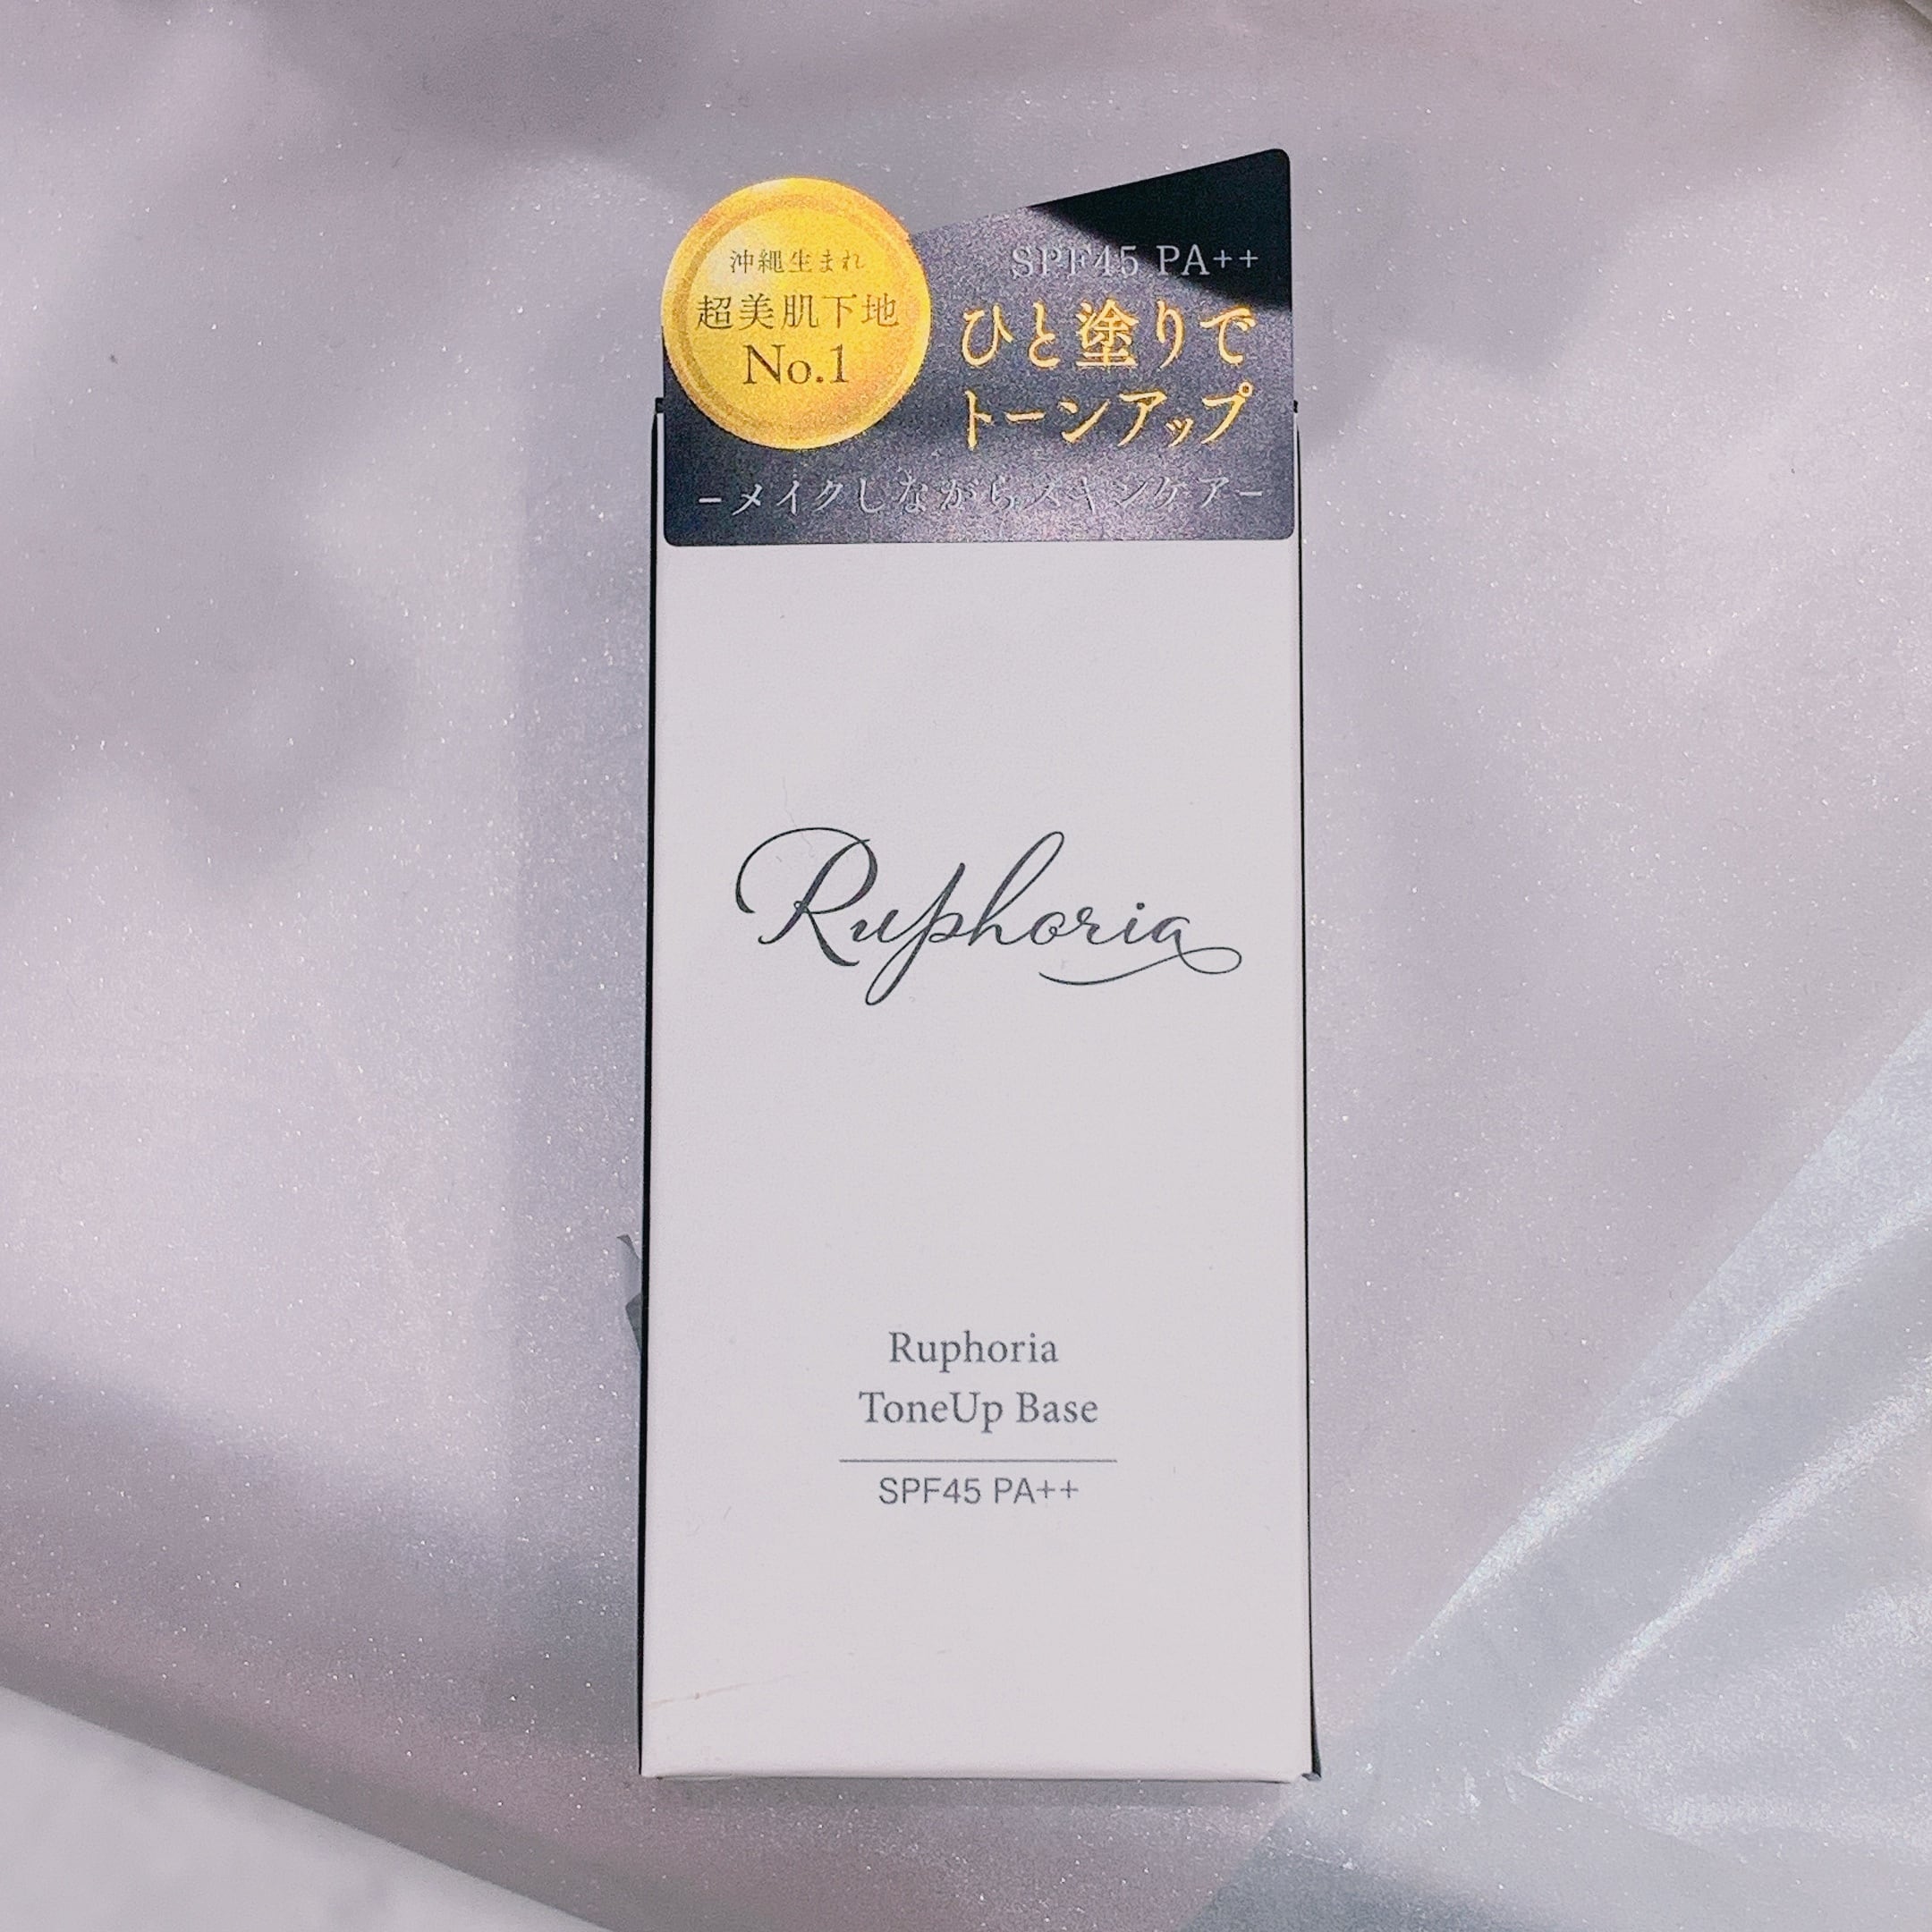 沖縄生まれ
超美肌下地
No.1
SPF45 PA++
ひと塗りで
トーンアップ
–メイクしながらスキンケア–
Ruphoria
Ruphoria
ToneUp Base
SPF45 PA++